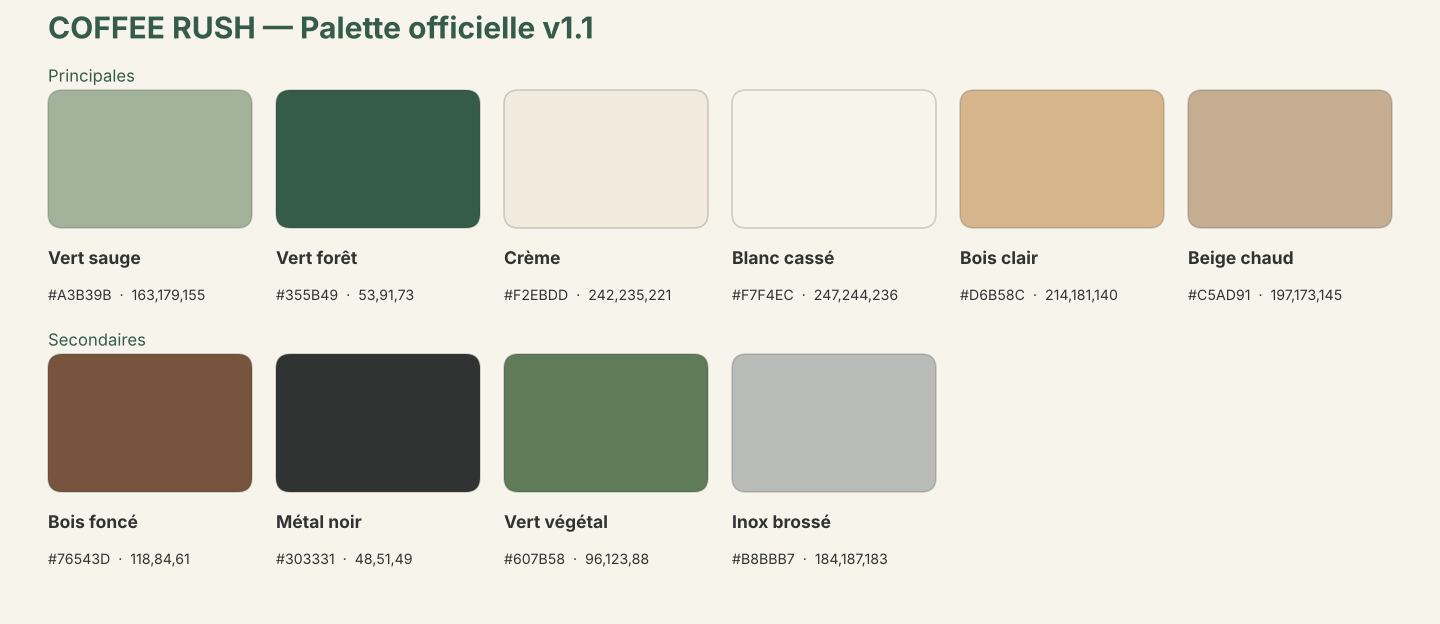 COFFEE RUSH — Palette officielle v1.1
Principales
Vert sauge
#A3B39B · 163,179,155
Vert forêt
#355B49 · 53,91,73
Crème
#F2EBDD · 242,235,221
Blanc cassé
#F7F4EC · 247,244,236
Bois clair
#D6B58C · 214,181,140
Beige chaud
#C5AD91 · 197,173,145
Secondaires
Bois foncé
#76543D · 118,84,61
Métal noir
#303331 · 48,51,49
Vert végétal
#607B58 · 96,123,88
Inox brossé
#B8BBB7 · 184,187,183